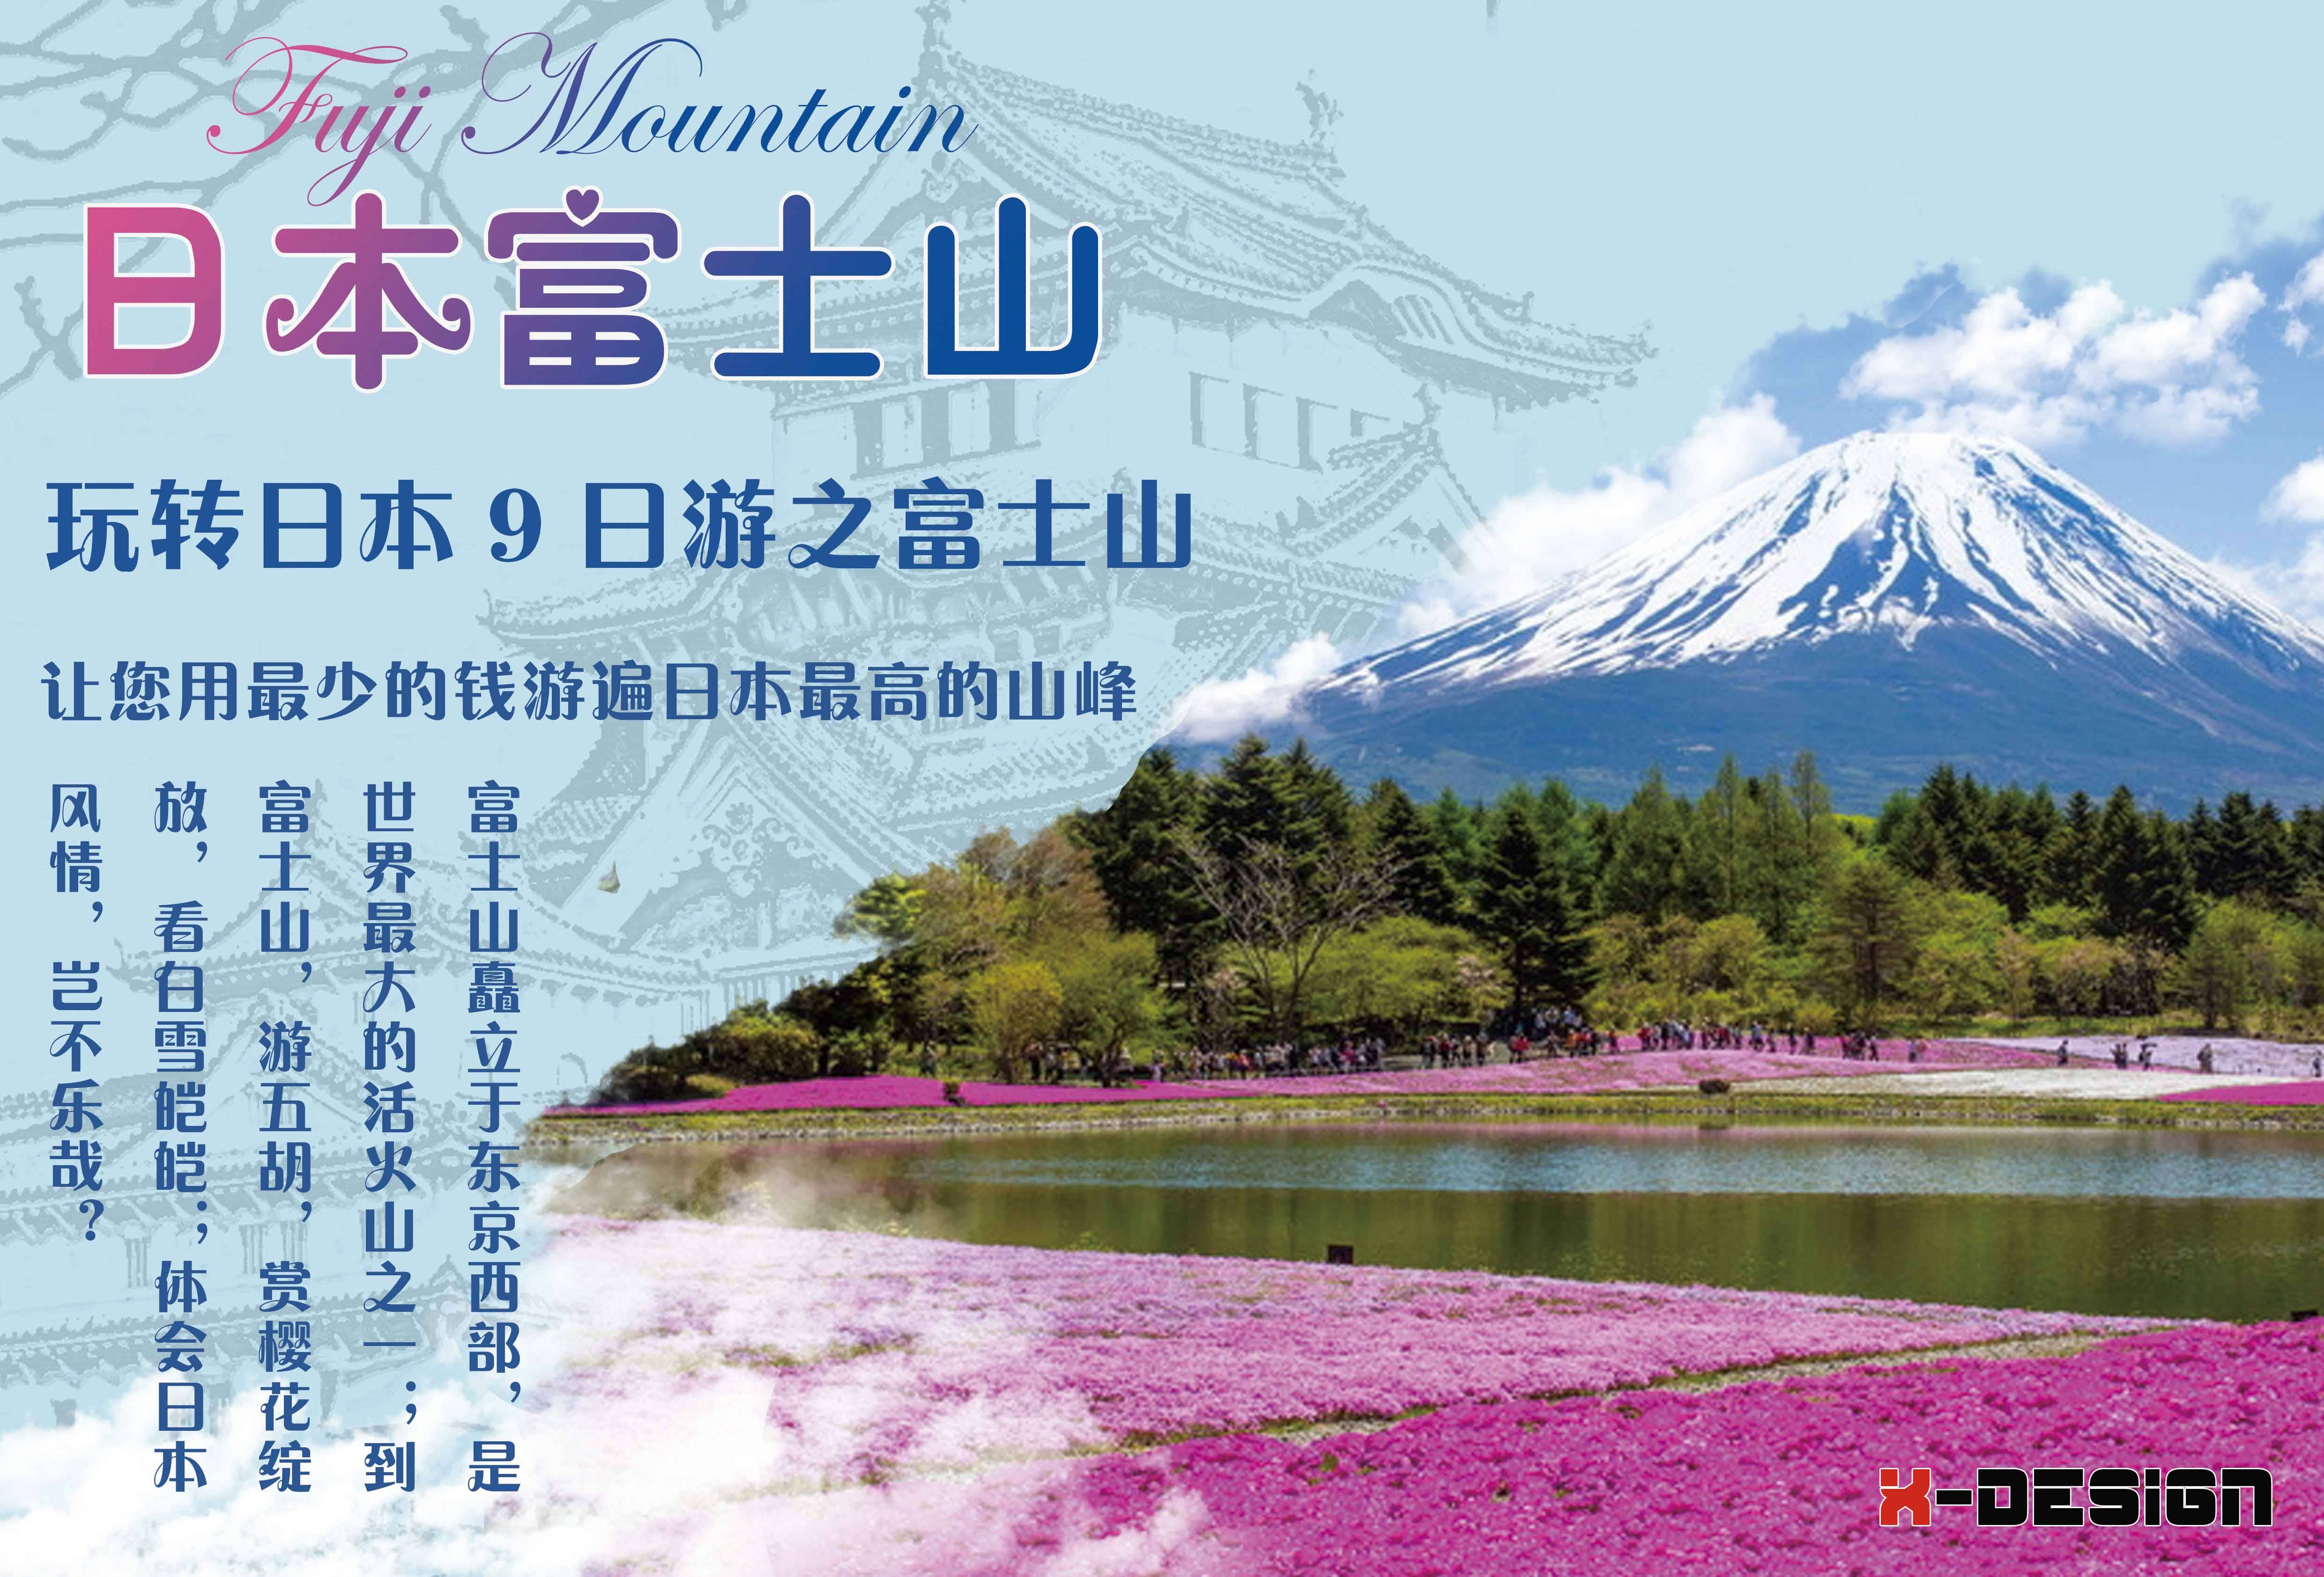 Fuji Mountain
日本富士山
玩转日本9日游之富士山
让您用最少的钱游遍日本最高的山峰
富士山矗立于东京西部，是
世界最大的活火山之一；到
富士山，游五胡，赏樱花绽
放，看白雪皑皑；体会日本
风情，岂不乐哉？
X-DESIGN